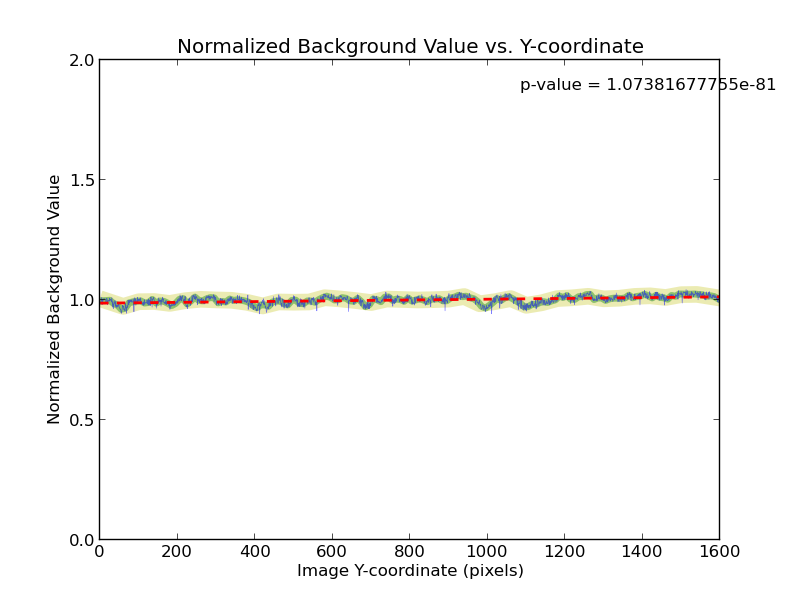 Normalized Background Value vs. Y-coordinate
p-value = 1.07381677755e-81
2.0
1.5
1.0
0.5
0.0
Normalized Background Value
0 200 400 600 800 1000 1200 1400 1600
Image Y-coordinate (pixels)